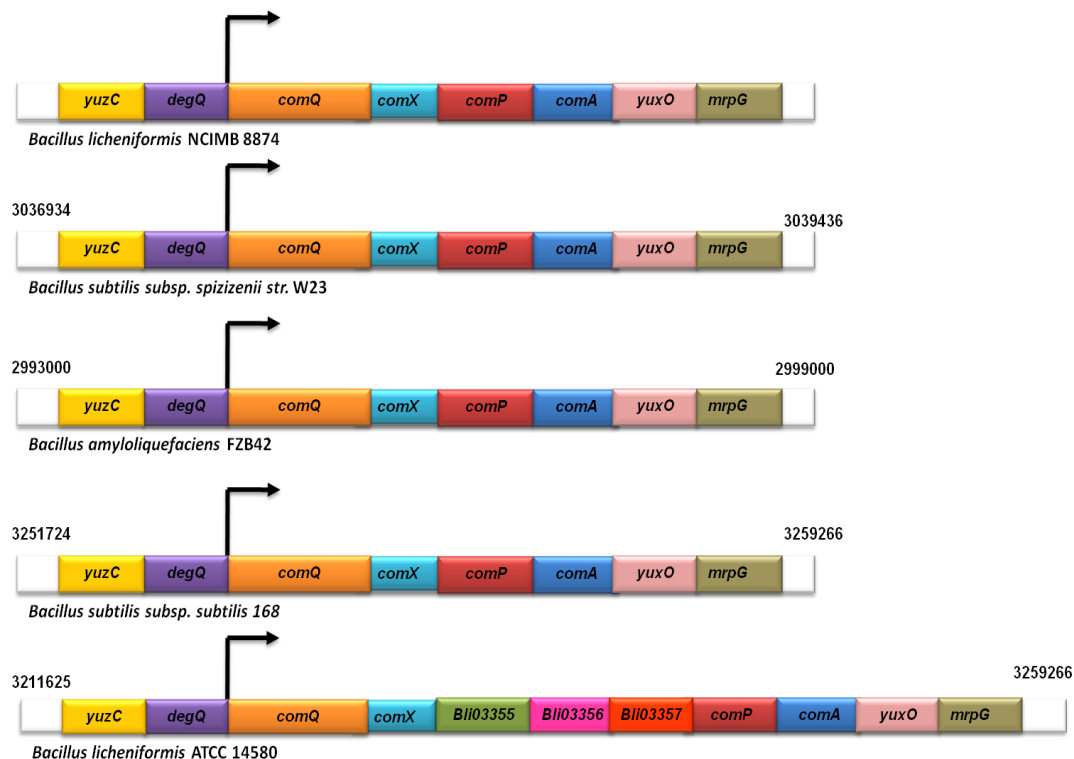 yuzC degQ comQ comX comP comA yuxO mrpG
Bacillus licheniformis NCIMB 8874
3036934 3039436
yuzC degQ comQ comX comP comA yuxO mrpG
Bacillus subtilis subsp. spizizenii str. W23
2993000 2999000
yuzC degQ comQ comX comP comA yuxO mrpG
Bacillus amyloliquefaciens FZB42
3251724 3259266
yuzC degQ comQ comX comP comA yuxO mrpG
Bacillus subtilis subsp. subtilis 168
3211625 3259266
yuzC degQ comQ comX Bli03355 Bli03356 Bli03357 comP comA yuxO mrpG
Bacillus licheniformis ATCC 14580